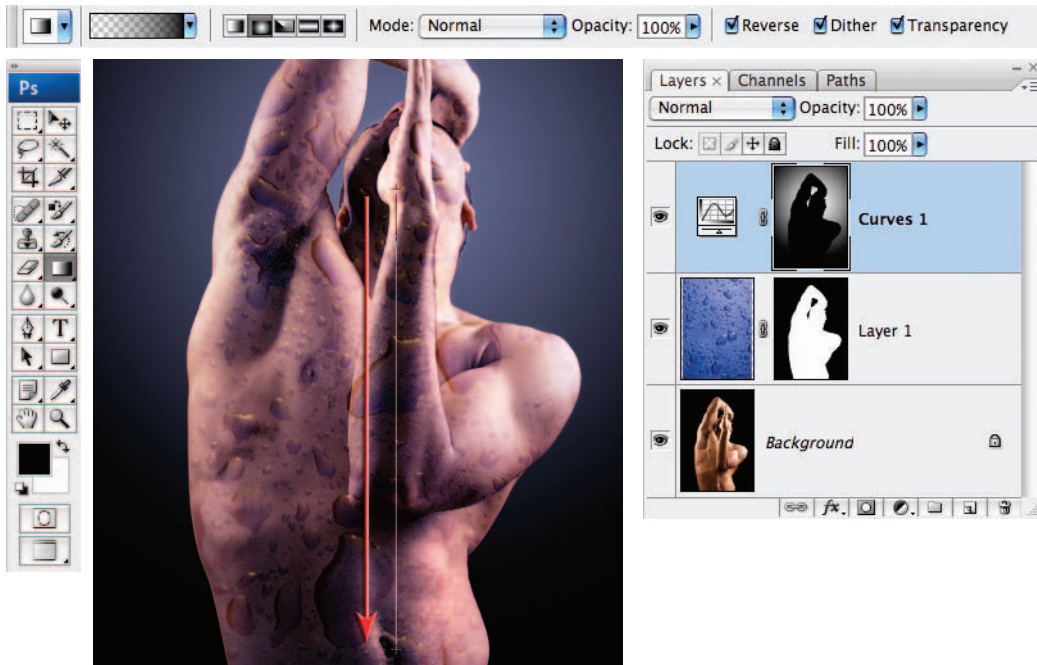 Mode: Normal Opacity: 100% Reverse Dither Transparency
Ps
T
Layers × Channels Paths
Normal Opacity: 100%
Lock: Fill: 100%
Curves 1
Layer 1
Background
fx.